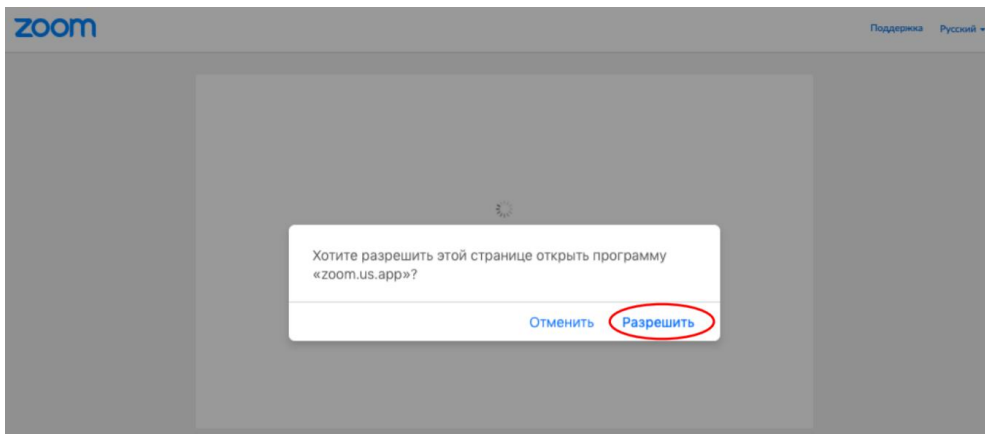 zoom
Поддержка Русский
Хотите разрешить этой странице открыть программу
«zoom.us.app»?
Отменить Разрешить